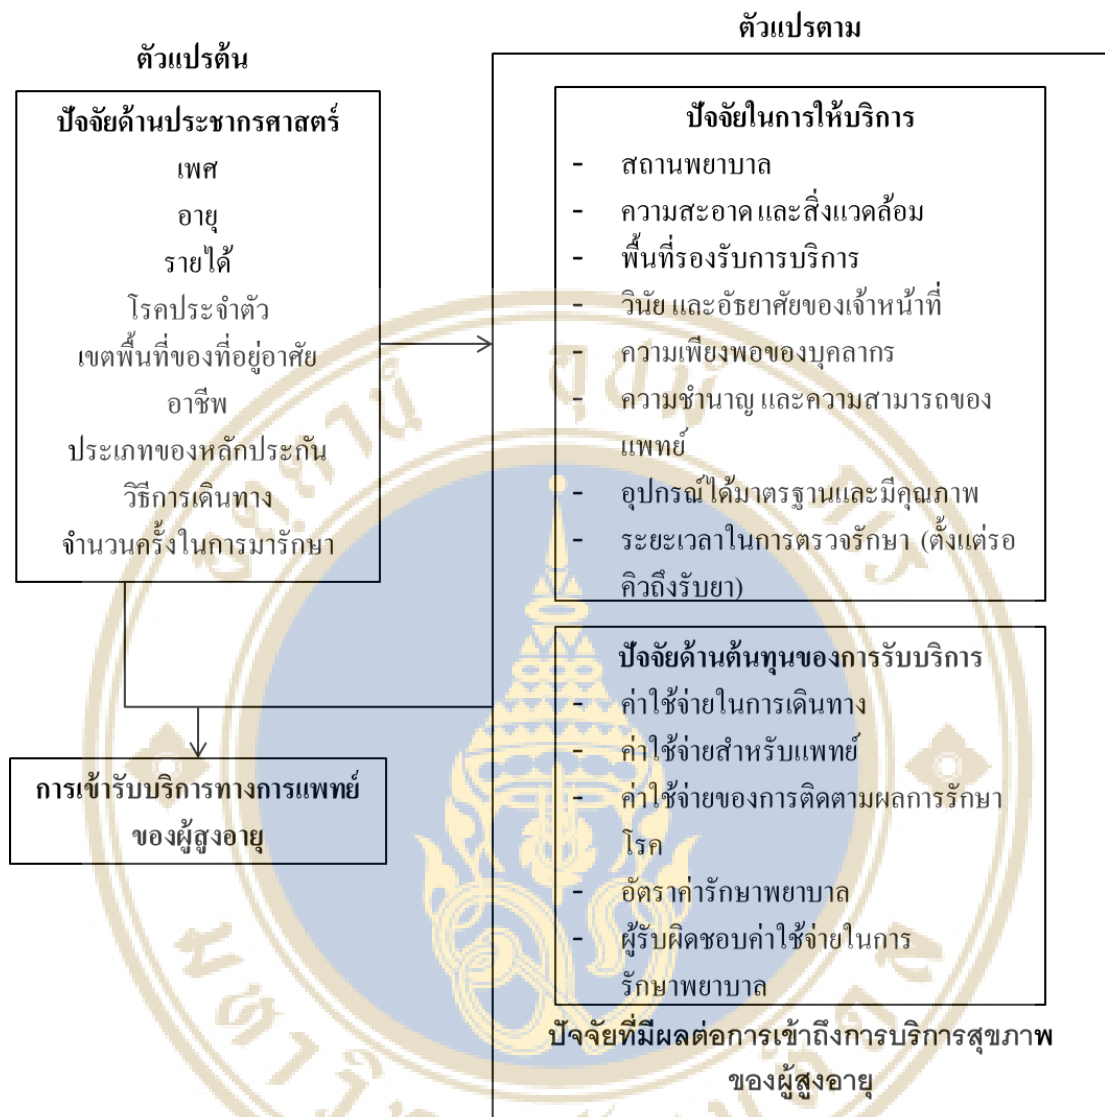 ตัวแปรต้น
ปัจจัยด้านประชากรศาสตร์
เพศ
อายุ
รายได้
โรคประจำตัว
เขตพื้นที่ของที่อยู่อาศัย
อาชีพ
ประเภทของหลักประกัน
วิธีการเดินทาง
จำนวนครั้งในการมารักษา
การเข้ารับบริการทางการแพทย์
ของผู้สูงอายุ
ตัวแปรตาม
ปัจจัยในการให้บริการ
- สถานพยาบาล
- ความสะอาด และสิ่งแวดล้อม
- พื้นที่รองรับการบริการ
- วินัย และอัธยาศัยของเจ้าหน้าที่
- ความเพียงพอของบุคลากร
- ความชำนาญ และความสามารถของ
แพทย์
- อุปกรณ์ได้มาตรฐานและมีคุณภาพ
- ระยะเวลาในการตรวจรักษา (ตั้งแต่รอ
คิวถึงรับยา)
ปัจจัยด้านต้นทุนของการรับบริการ
- ค่าใช้จ่ายในการเดินทาง
- ค่าใช้จ่ายสำหรับแพทย์
- ค่าใช้จ่ายของการติดตามผลการรักษา
โรค
- อัตราค่ารักษาพยาบาล
- ผู้รับผิดชอบค่าใช้จ่ายในการ
รักษาพยาบาล
ปัจจัยที่มีผลต่อการเข้าถึงการบริการสุขภาพ
ของผู้สูงอายุ